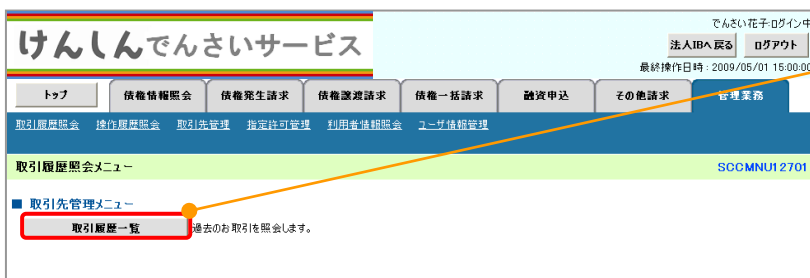 でんさい花子:ログイン中
けんしんでんさいサービス
法人IBへ戻る ログアウト
最終操作日時:2009/05/01 15:00:00
トップ 債権情報照会 債権発生請求 債権譲渡請求 債権一括請求 融資申込 その他請求 管理業務
取引履歴照会 操作履歴照会 取引先管理 指定許可管理 利用者情報照会 ユーザ情報管理
取引履歴照会メニュー SCCMNU12701
■ 取引先管理メニュー
取引履歴一覧 過去のお取引を照会します。